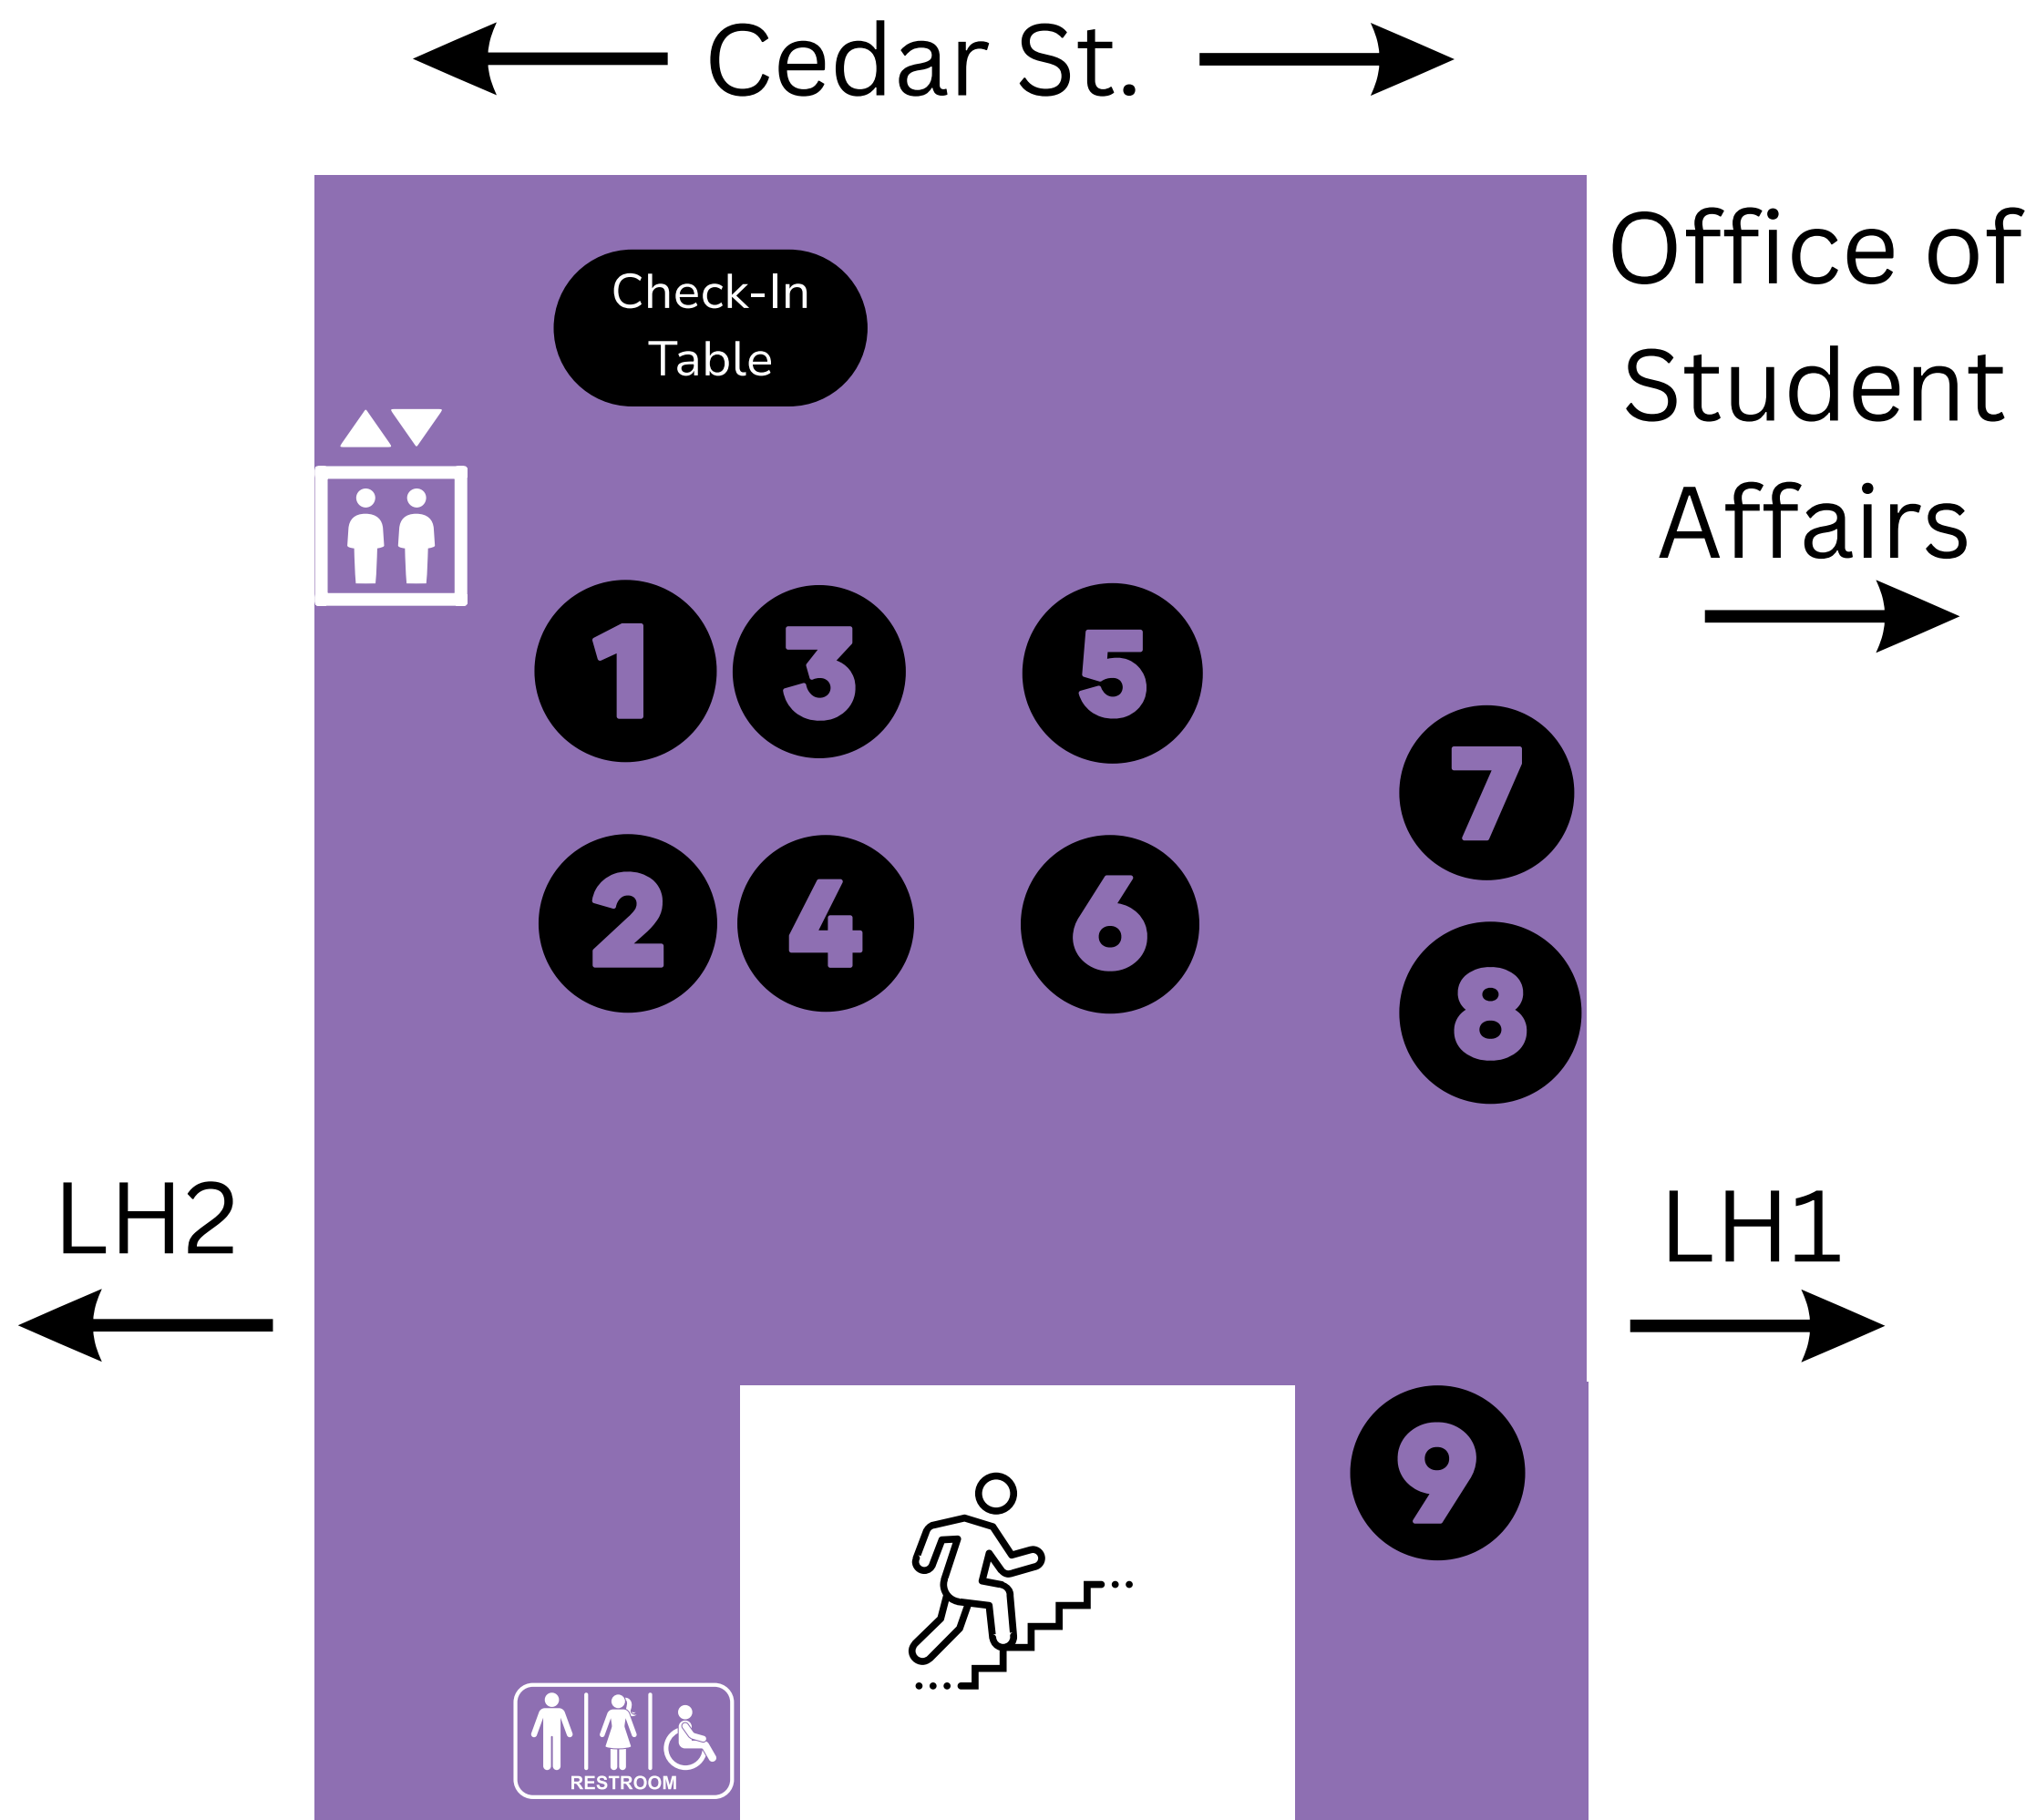 Cedar St.
Check-In
Table
Office of
Student
Affairs
1
3
5
7
2
4
6
8
LH2
LH1
9
RESTROOM